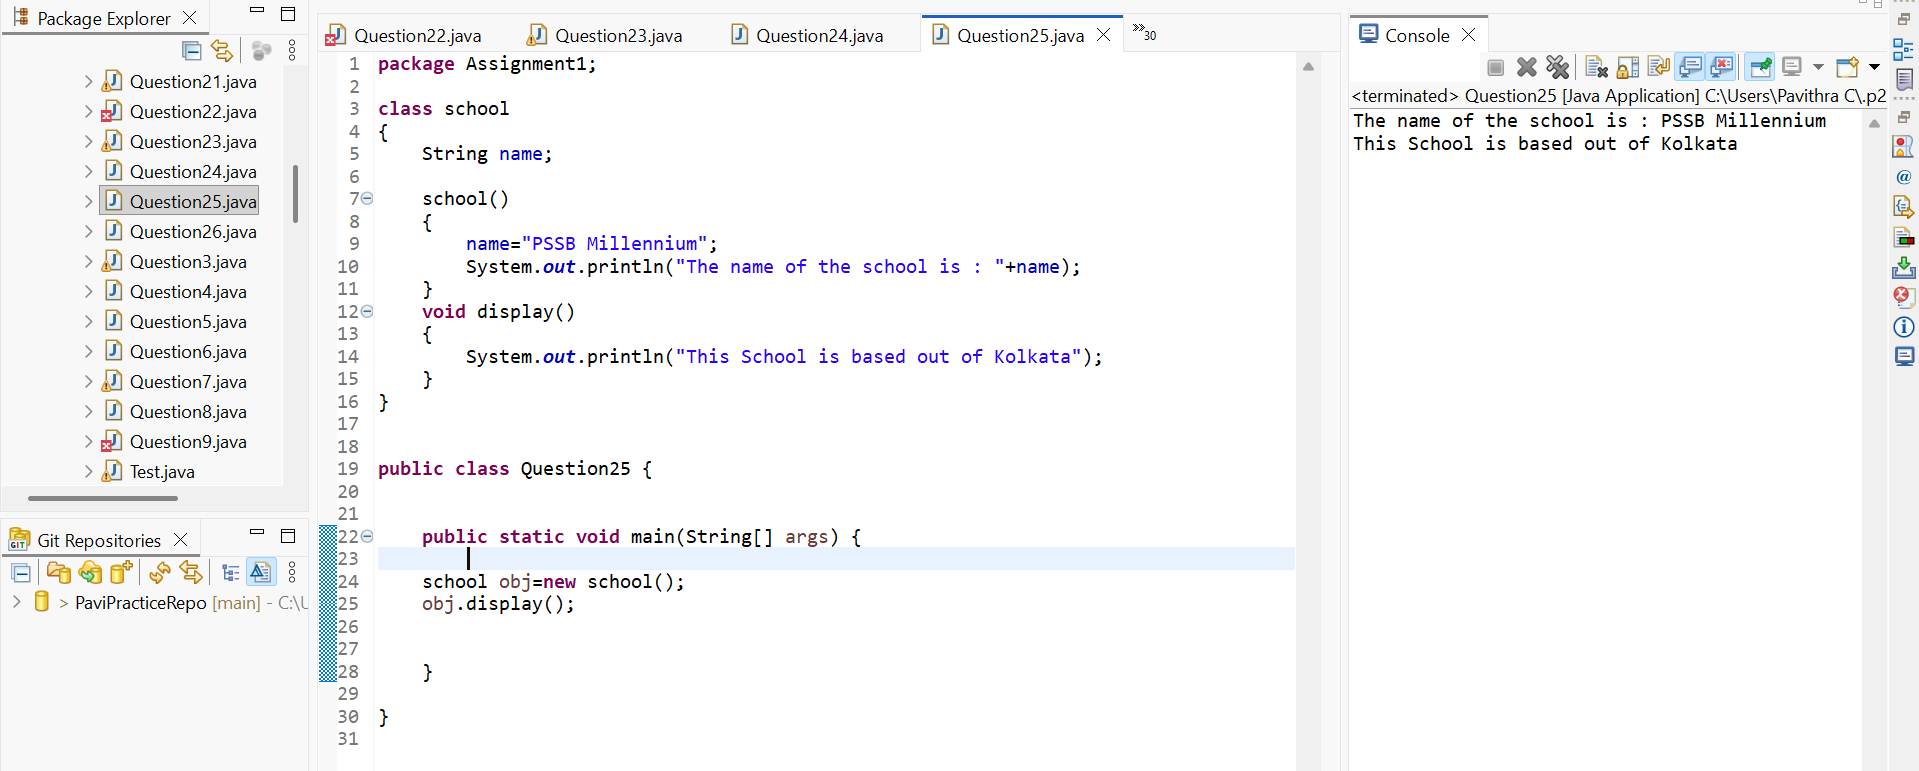 Package Explorer
Question21.java
Question22.java
Question23.java
Question24.java
Question25.java
Question26.java
Question3.java
Question4.java
Question5.java
Question6.java
Question7.java
Question8.java
Question9.java
Test.java
Git Repositories
> PaviPracticeRepo [main] - C:\U
Question22.java Question23.java Question24.java Question25.java »30
1 package Assignment1;
2
3 class school
4 {
5     String name;
6
7     school()
8     {
9         name="PSSB Millennium";
10         System.out.println("The name of the school is : "+name);
11     }
12     void display()
13     {
14         System.out.println("This School is based out of Kolkata");
15     }
16 }
17
18
19 public class Question25 {
20
21
22     public static void main(String[] args) {
23
24     school obj=new school();
25     obj.display();
26
27
28     }
29
30 }
31
Console
<terminated> Question25 [Java Application] C:\Users\Pavithra C\.p2
The name of the school is : PSSB Millennium
This School is based out of Kolkata